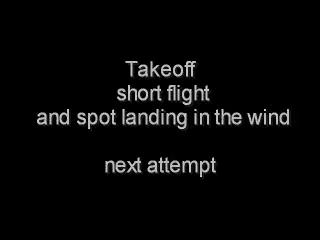 Takeoff
short flight
and spot landing in the wind
next attempt